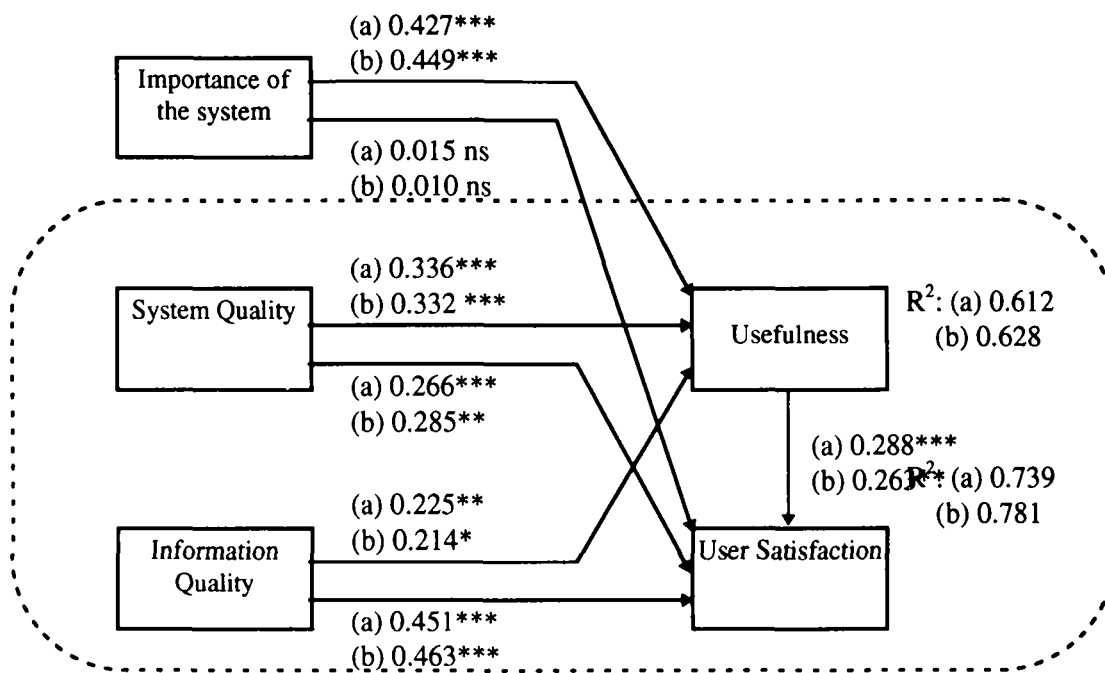 (a) 0.427***
(b) 0.449***
Importance of
the system
(a) 0.015 ns
(b) 0.010 ns
System Quality
(a) 0.336***
(b) 0.332 ***
(a) 0.266***
(b) 0.285**
Usefulness
R²: (a) 0.612
(b) 0.628
(a) 0.288***
(b) 0.263**
R²: (a) 0.739
(b) 0.781
Information
Quality
(a) 0.225**
(b) 0.214*
(a) 0.451***
(b) 0.463***
User Satisfaction